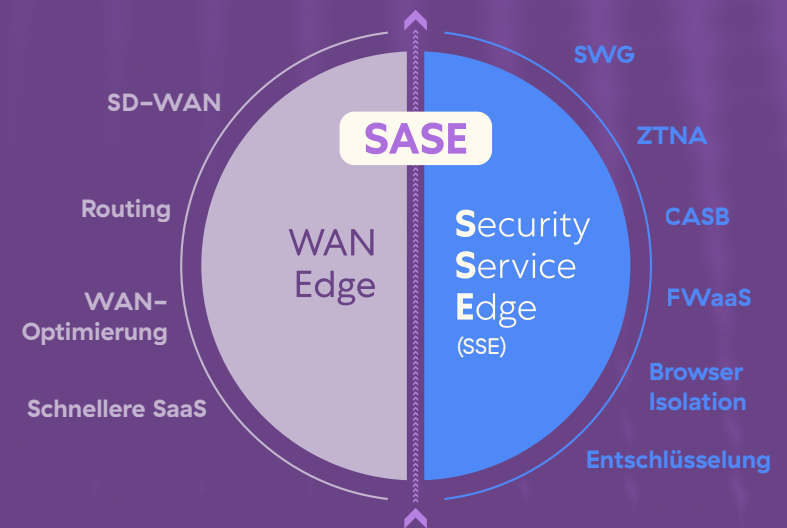 SASE
SD-WAN
Routing
WAN-
Optimierung
Schnellere SaaS
WAN
Edge
Security
Service
Edge
(SSE)
SWG
ZTNA
CASB
FWaaS
Browser
Isolation
Entschlüsselung